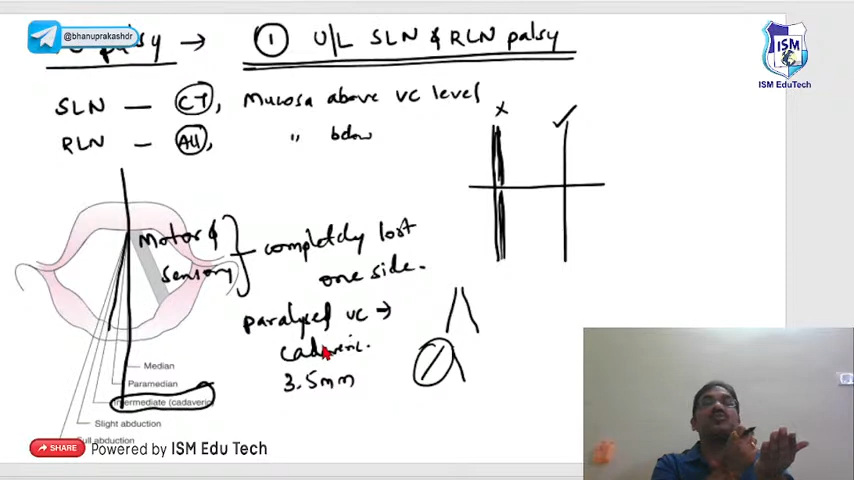 @bhanuprakashdr
palsy → ① U/L SLN & RLN palsy
ISM
ISM EduTech
SLN — CT, Mucosa above vc level
RLN — All, " below
x ✓
Motor & sensory } — completely lost
one side.
paralysed vc →
cadaveric.
3.5mm
Median
Paramedian
Intermediate (cadaveric)
Slight abduction
Full abduction
SHARE Powered by ISM Edu Tech